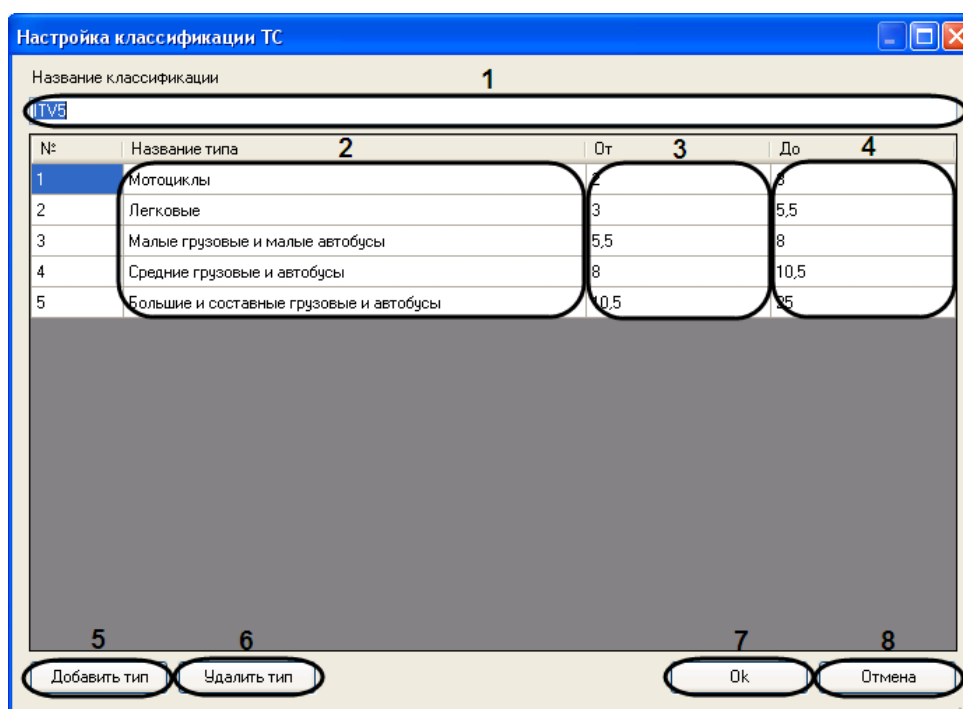 Настройка классификации ТС
Название классификации 1
ITV5
№ Название типа 2 От 3 До 4
1 Мотоциклы 2 3
2 Легковые 3 5,5
3 Малые грузовые и малые автобусы 5,5 8
4 Средние грузовые и автобусы 8 10,5
5 Большие и составные грузовые и автобусы 10,5 25
5 6 7 8
Добавить тип Удалить тип Ok Отмена